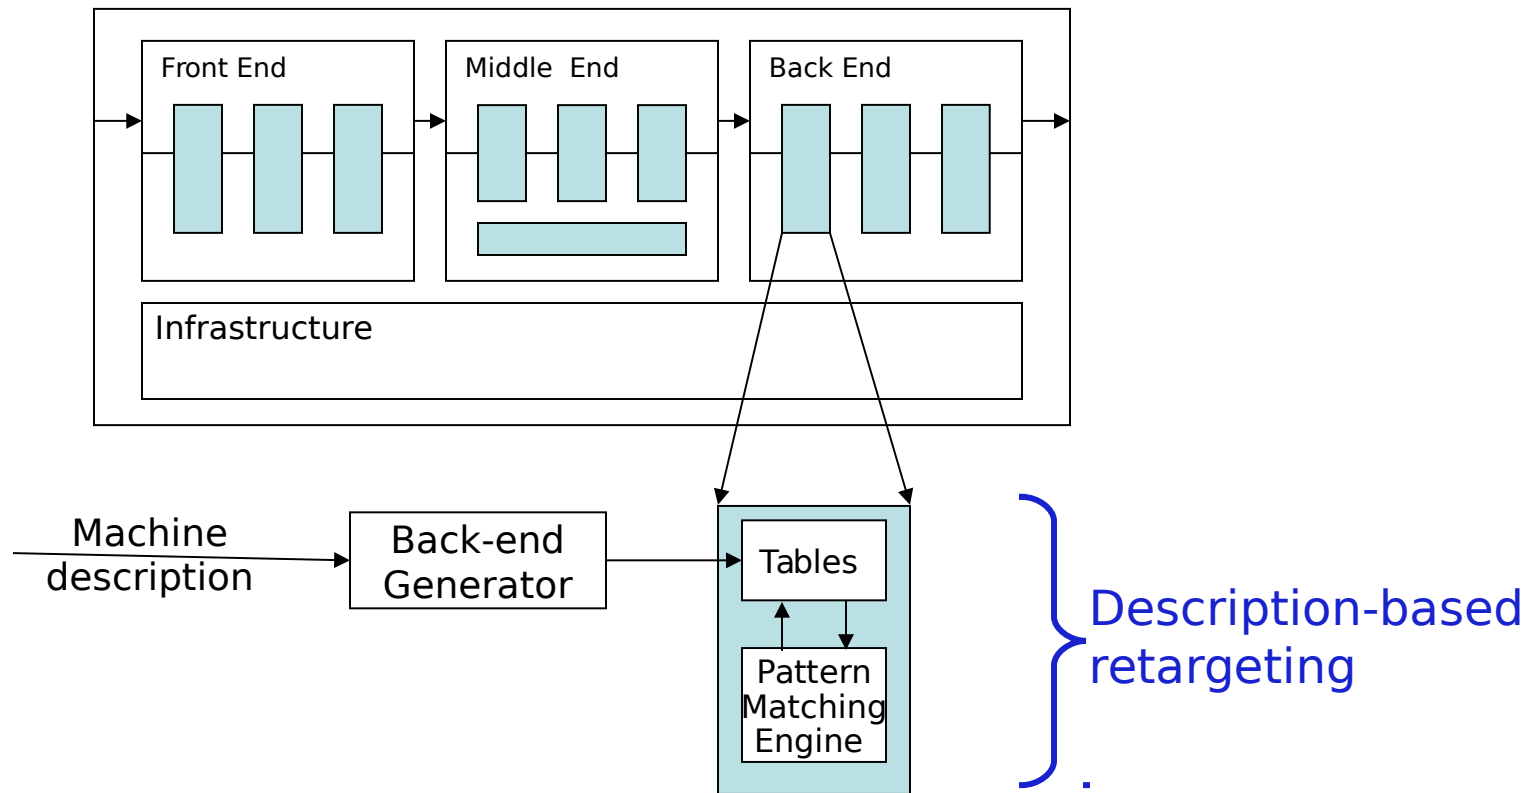 Front End
Middle  End
Back End
Infrastructure
Machine
description
Back-end
Generator
Tables
Pattern
Matching
Engine
Description-based
retargeting
.